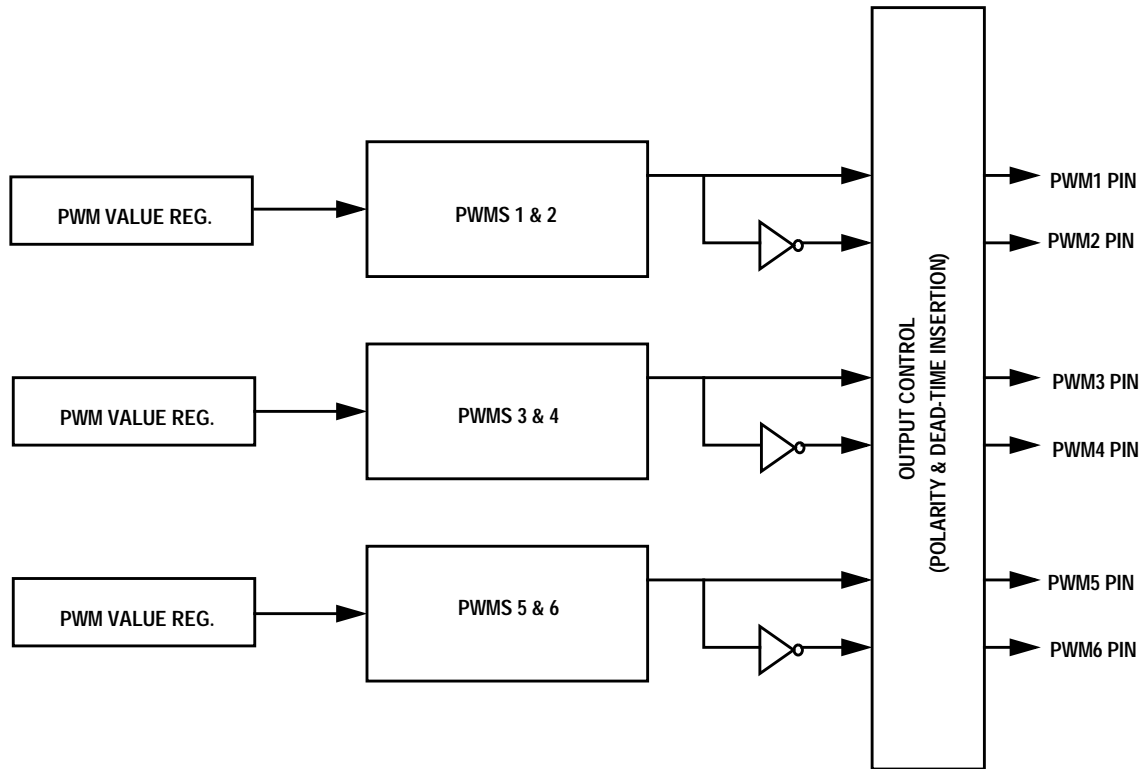 PWM VALUE REG.
PWMS 1 & 2
PWM1 PIN
PWM2 PIN
PWM VALUE REG.
PWMS 3 & 4
PWM3 PIN
PWM4 PIN
PWM VALUE REG.
PWMS 5 & 6
PWM5 PIN
PWM6 PIN
OUTPUT CONTROL
(POLARITY & DEAD-TIME INSERTION)